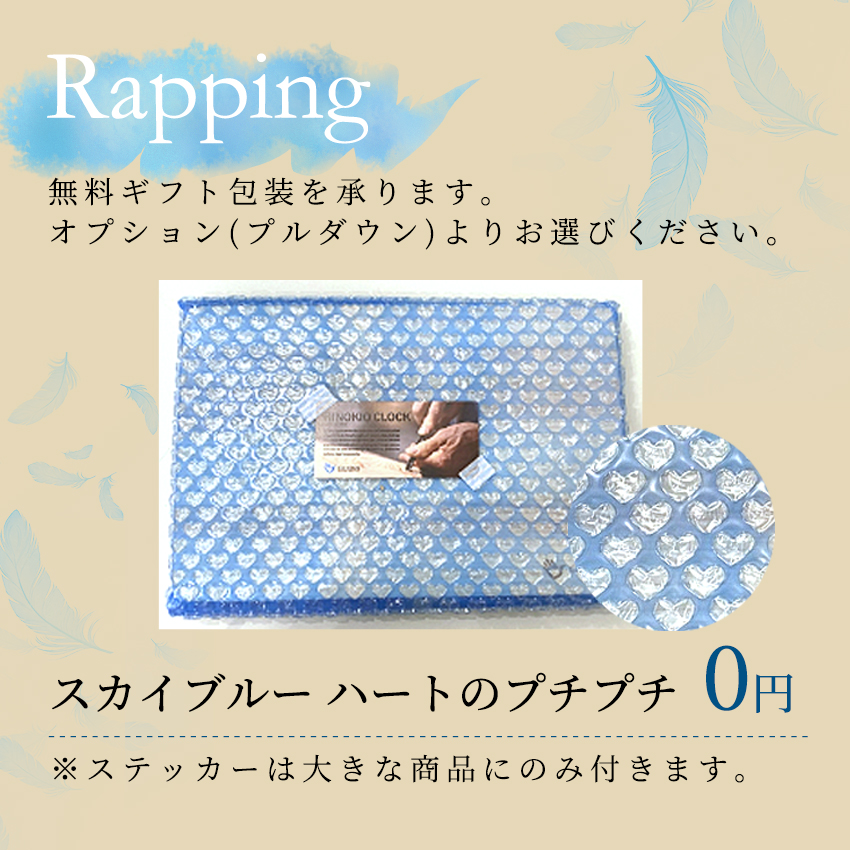 Rapping
無料ギフト包装を承ります。
オプション(プルダウン)よりお選びください。
HINOKIO CLOCK
スカイブルー ハートのプチプチ 0円
※ステッカーは大きな商品にのみ付きます。